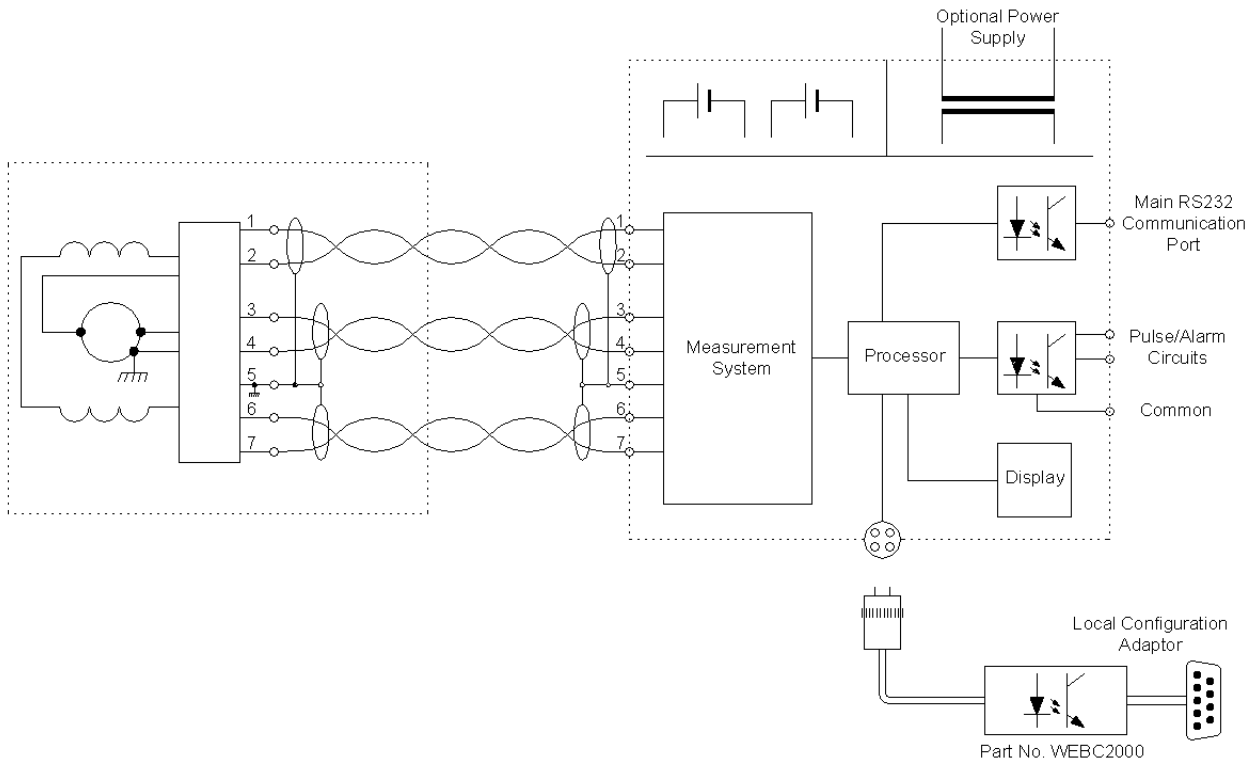 Optional Power
Supply
1
2
3
4
5
6
7
1
2
3
4
5
6
7
Measurement
System
Processor
Main RS232
Communication
Port
Pulse/Alarm
Circuits
Common
Display
Local Configuration
Adaptor
Part No. WEBC2000